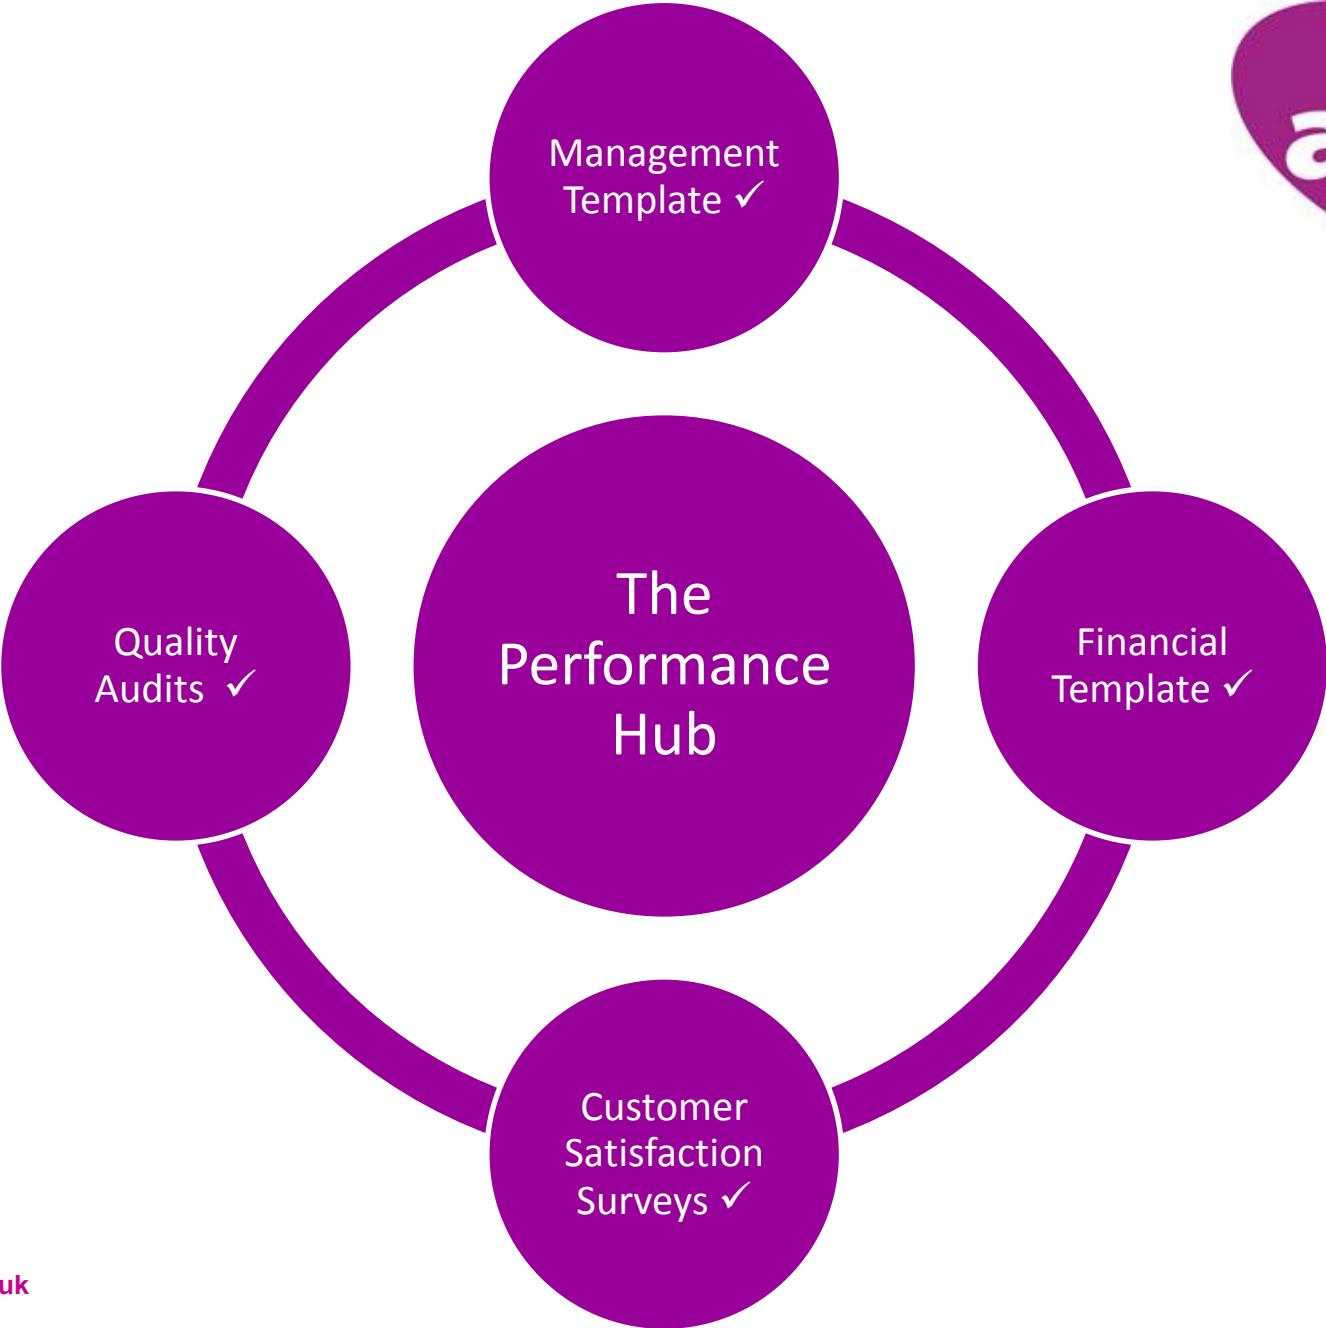 Management
Template ✓
a
The
Performance
Hub
Quality
Audits ✓
Financial
Template ✓
Customer
Satisfaction
Surveys ✓
uk